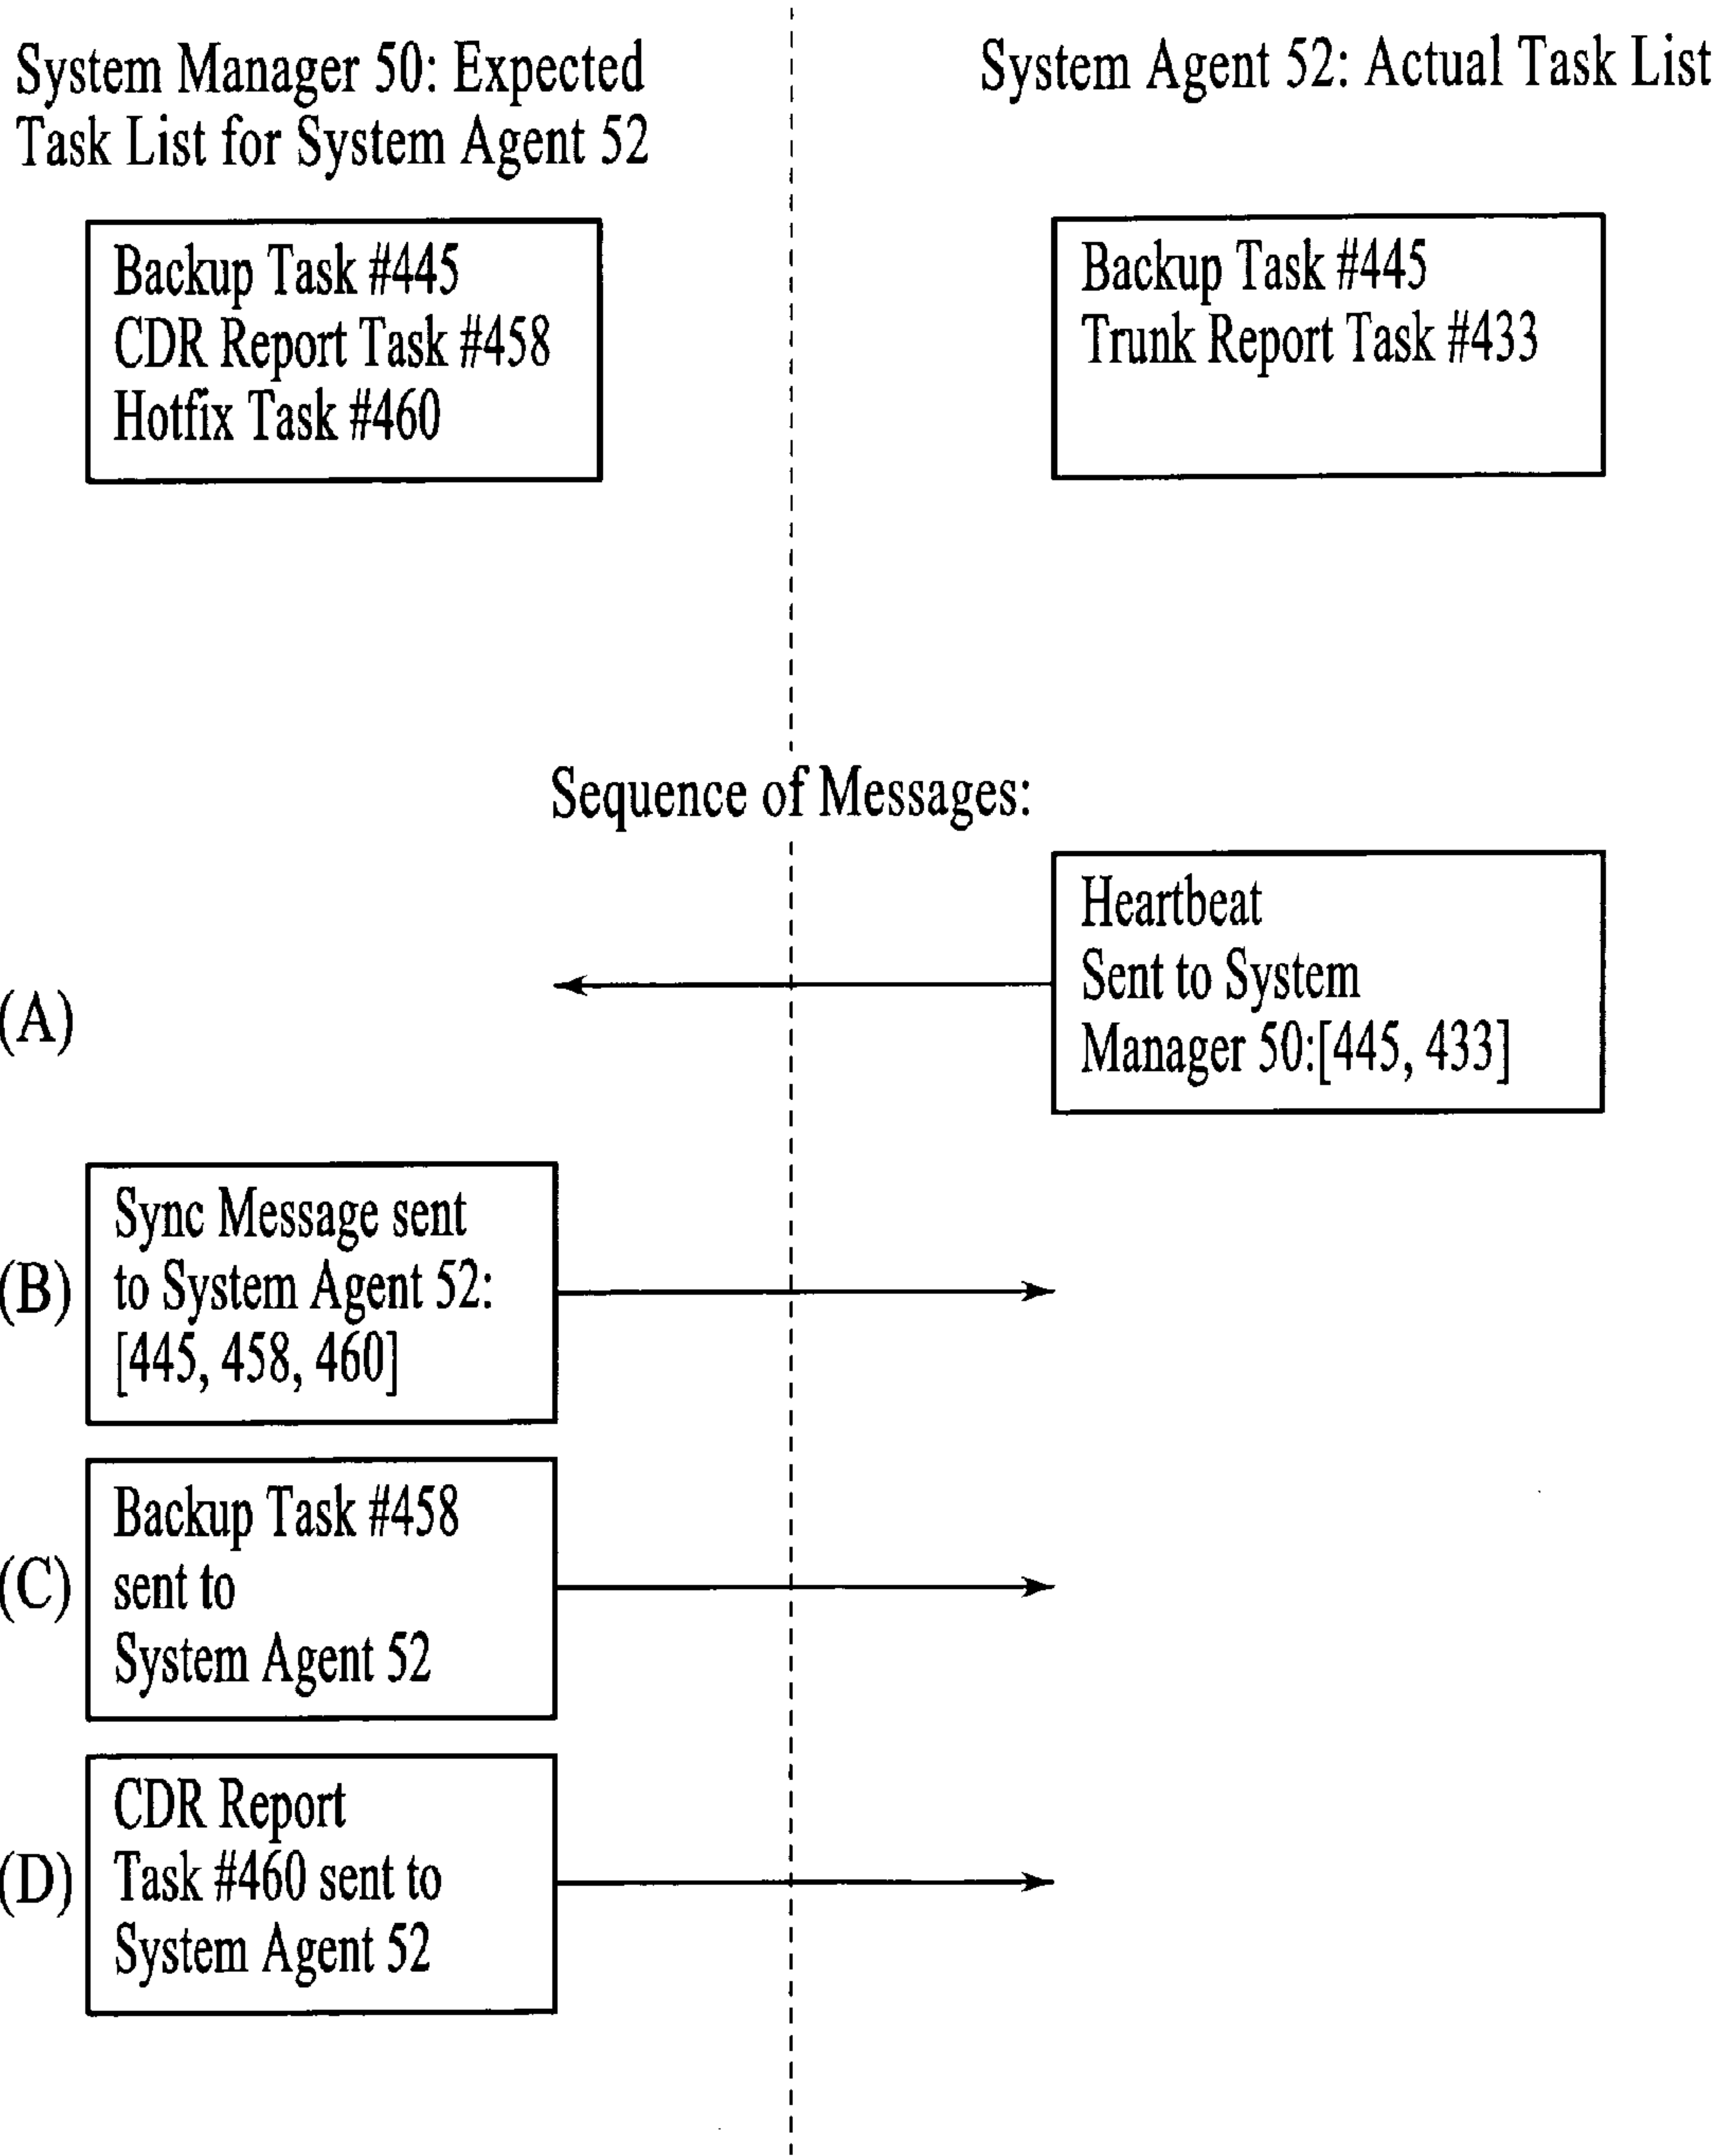 System Manager 50: Expected
Task List for System Agent 52
System Agent 52: Actual Task List
Backup Task #445
CDR Report Task #458
Hotfix Task #460
Backup Task #445
Trunk Report Task #433
Sequence of Messages:
(A)
Heartbeat
Sent to System
Manager 50:[445, 433]
(B)
Sync Message sent
to System Agent 52:
[445, 458, 460]
(C)
Backup Task #458
sent to
System Agent 52
(D)
CDR Report
Task #460 sent to
System Agent 52